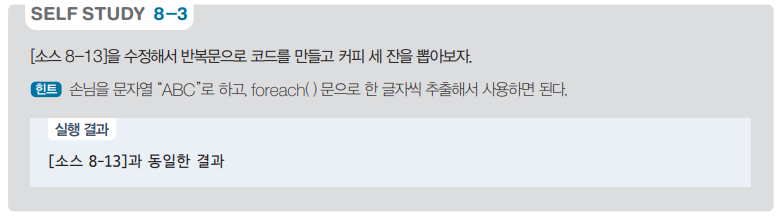 SELF STUDY 8-3
[소스 8-13]을 수정해서 반복문으로 코드를 만들고 커피 세 잔을 뽑아보자.
힌트 손님을 문자열 “ABC”로 하고, foreach( ) 문으로 한 글자씩 추출해서 사용하면 된다.
실행 결과
[소스 8-13]과 동일한 결과